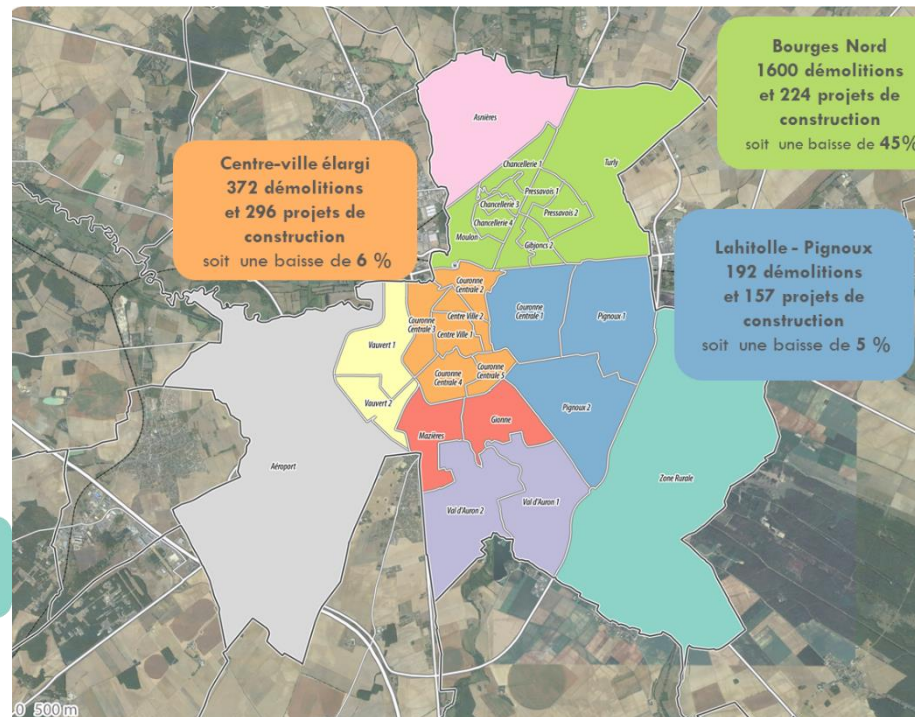 Bourges Nord
1600 démolitions
et 224 projets de
construction
soit une baisse de 45%
Centre-ville élargi
372 démolitions
et 296 projets de
construction
soit une baisse de 6 %
Lahitolle - Pignoux
192 démolitions
et 157 projets de
construction
soit une baisse de 5 %
Asnières
Turly
Chancellerie 1
Pressavois 1
Chancellerie 3
Pressavois 2
Chancellerie 4
Moulon
Gibjoncs 2
Couronne
Centrale 2
Couronne
Centrale 1
Pignoux 1
Centre Ville 2
Couronne
Centrale 3
Centre Ville 1
Vauvert 1
Couronne
Centrale 4
Couronne
Centrale 5
Vauvert 2
Pignoux 2
Mazières
Gionne
Aéroport
Zone Rurale
Val d'Auron 2
Val d'Auron 1
0 500 m